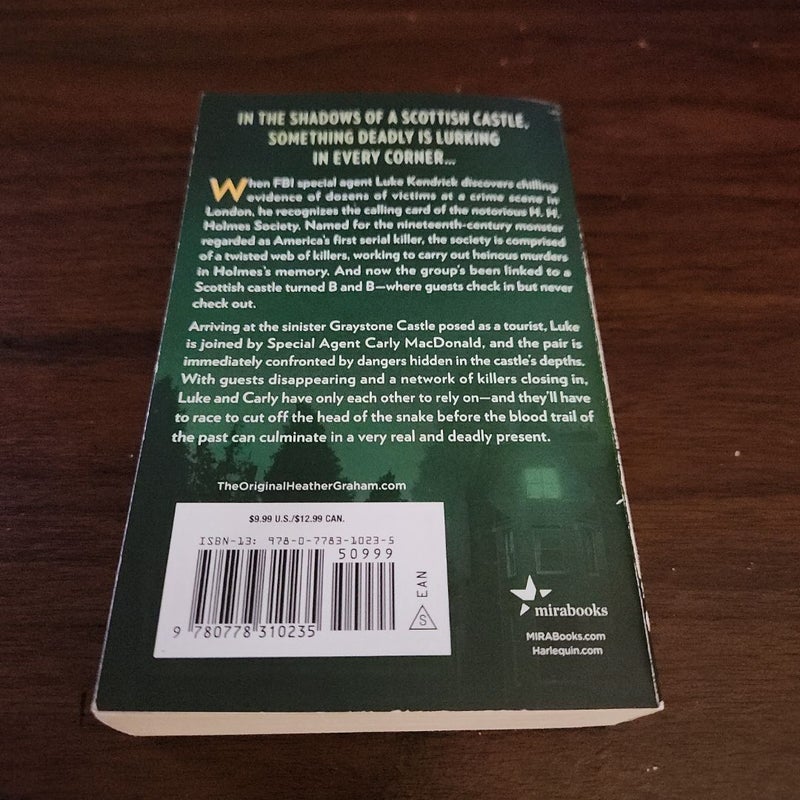 IN THE SHADOWS OF A SCOTTISH CASTLE,
SOMETHING DEADLY IS LURKING
IN EVERY CORNER...
When FBI special agent Luke Kendrick discovers chilling
evidence of dozens of victims at a crime scene in
London, he recognizes the calling card of the notorious H. H.
Holmes Society. Named for the nineteenth-century monster
regarded as America's first serial killer, the society is comprised
of a twisted web of killers, working to carry out heinous murders
in Holmes's memory. And now the group's been linked to a
Scottish castle turned B and B—where guests check in but never
check out.
Arriving at the sinister Graystone Castle posed as a tourist, Luke
is joined by Special Agent Carly MacDonald, and the pair is
immediately confronted by dangers hidden in the castle's depths.
With guests disappearing and a network of killers closing in,
Luke and Carly have only each other to rely on—and they'll have
to race to cut off the head of the snake before the blood trail of
the past can culminate in a very real and deadly present.
TheOriginalHeatherGraham.com
$9.99 U.S./$12.99 CAN.
ISBN-13: 978-0-7783-1023-5
50999
EAN
S
9 780778 310235
mirabooks
MIRABooks.com
Harlequin.com